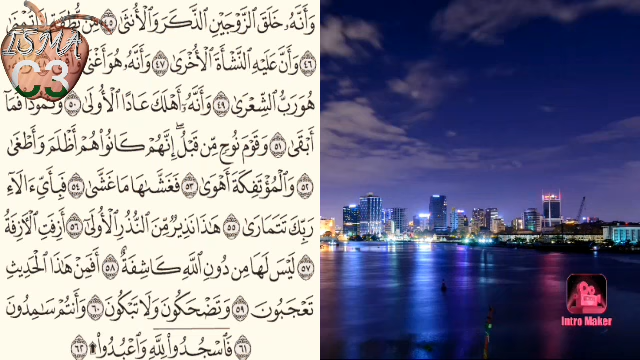 وَأَنَّهُۥ خَلَقَ ٱلزَّوۡجَيۡنِ ٱلذَّكَرَ وَٱلۡأُنثَىٰ ٤٥ مِن نُّطۡفَةٍ إِذَا تُمۡنَىٰ
٤٦ وَأَنَّ عَلَيۡهِ ٱلنَّشۡأَةَ ٱلۡأُخۡرَىٰ ٤٧ وَأَنَّهُۥ هُوَ أَغۡنَىٰ
هُوَ رَبُّ ٱلشِّعۡرَىٰ ٤٩ وَأَنَّهُۥٓ أَهۡلَكَ عَادًا ٱلۡأُولَىٰ ٥٠ وَثَمُودَاْ فَمَآ
أَبۡقَىٰ ٥١ وَقَوۡمَ نُوحٖ مِّن قَبۡلُۖ إِنَّهُمۡ كَانُواْ هُمۡ أَظۡلَمَ وَأَطۡغَىٰ
٥٢ وَٱلۡمُؤۡتَفِكَةَ أَهۡوَىٰ ٥٣ فَغَشَّىٰهَا مَا غَشَّىٰ ٥٤ فَبِأَيِّ ءَالَآءِ
رَبِّكَ تَتَمَارَىٰ ٥٥ هَٰذَا نَذِيرٞ مِّنَ ٱلنُّذُرِ ٱلۡأُولَىٰٓ ٥٦ أَزِفَتِ ٱلۡأٓزِفَةُ
٥٧ لَيۡسَ لَهَا مِن دُونِ ٱللَّهِ كَاشِفَةٌ ٥٨ أَفَمِنۡ هَٰذَا ٱلۡحَدِيثِ
تَعۡجَبُونَ ٥٩ وَتَضۡحَكُونَ وَلَا تَبۡكُونَ ٦٠ وَأَنتُمۡ سَٰمِدُونَ
٦١ فَٱسۡجُدُواْۤ لِلَّهِ وَٱعۡبُدُواْ۩ ٦٢
ISMA
C3
Intro Maker